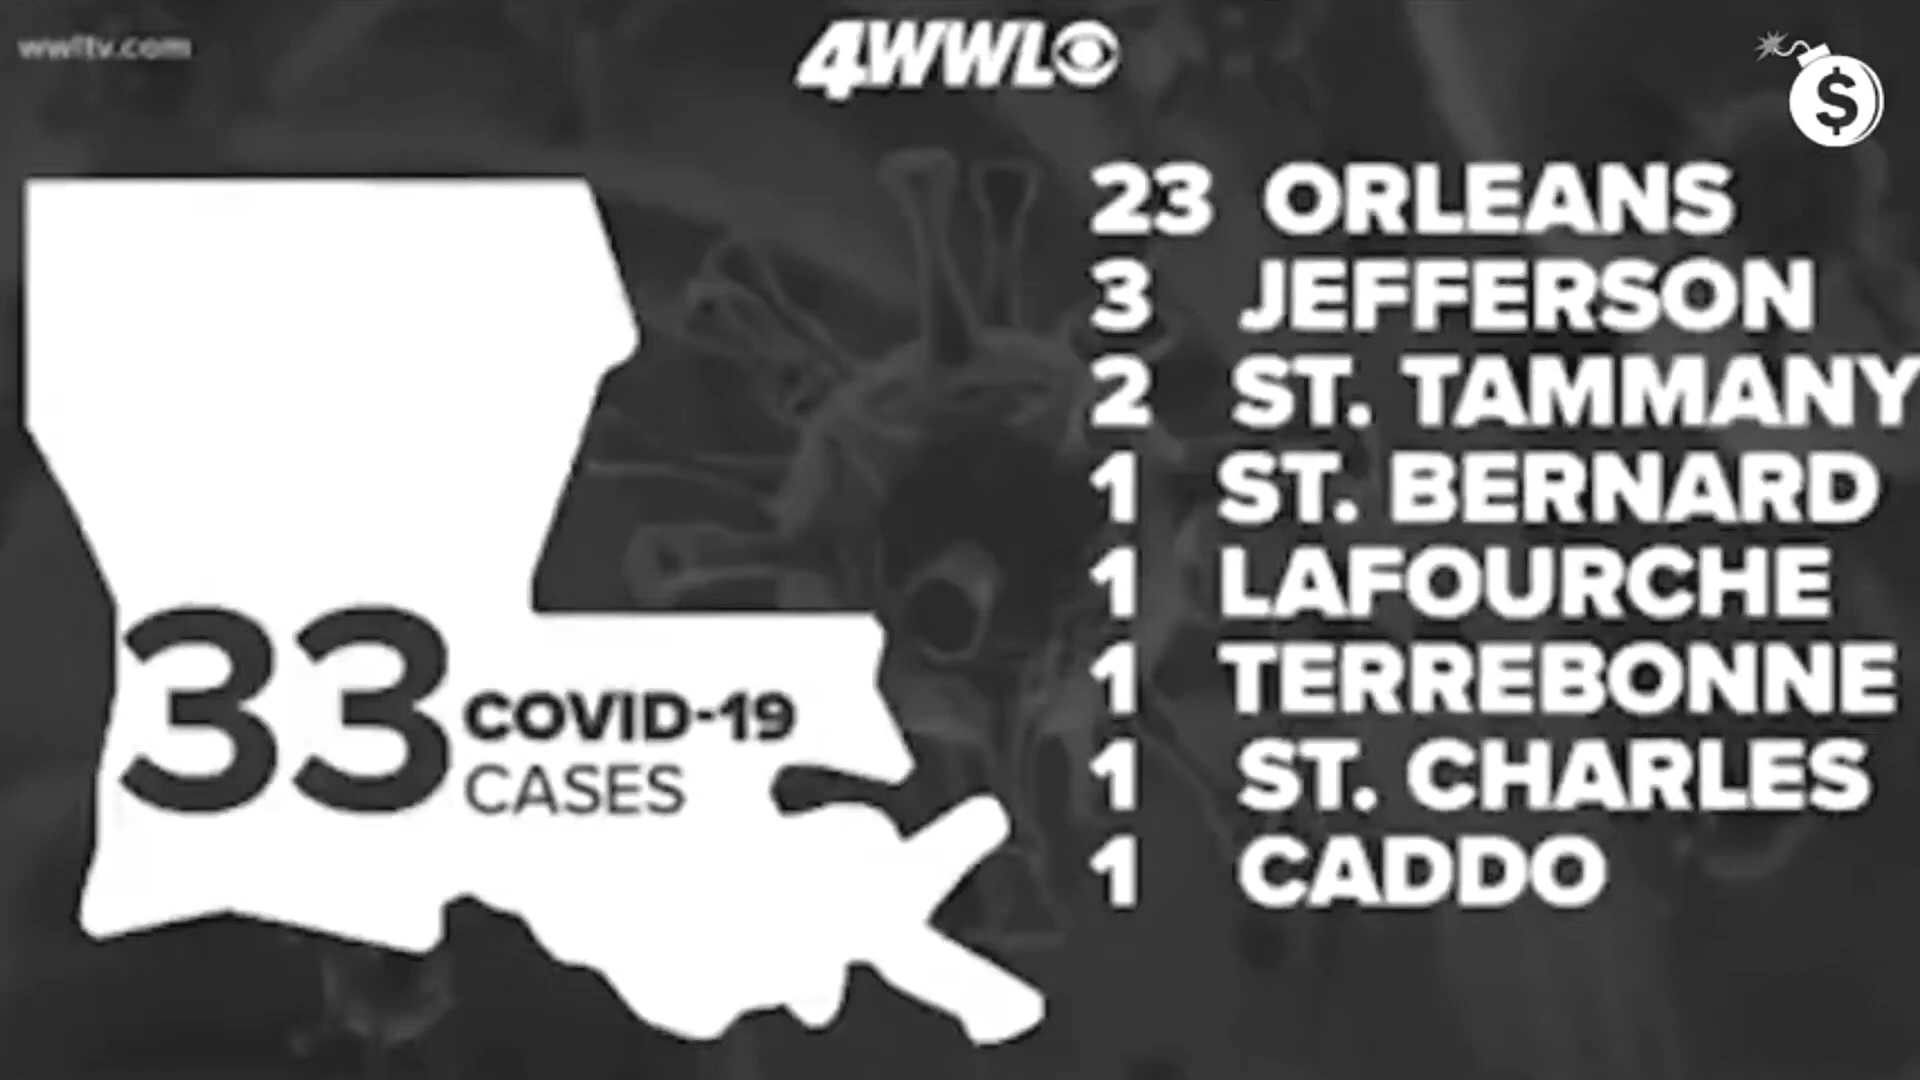 wwltv.com
4WWL
$
23 ORLEANS
3 JEFFERSON
2 ST. TAMMANY
1 ST. BERNARD
1 LAFOURCHE
1 TERREBONNE
1 ST. CHARLES
1 CADDO
33 COVID-19
CASES